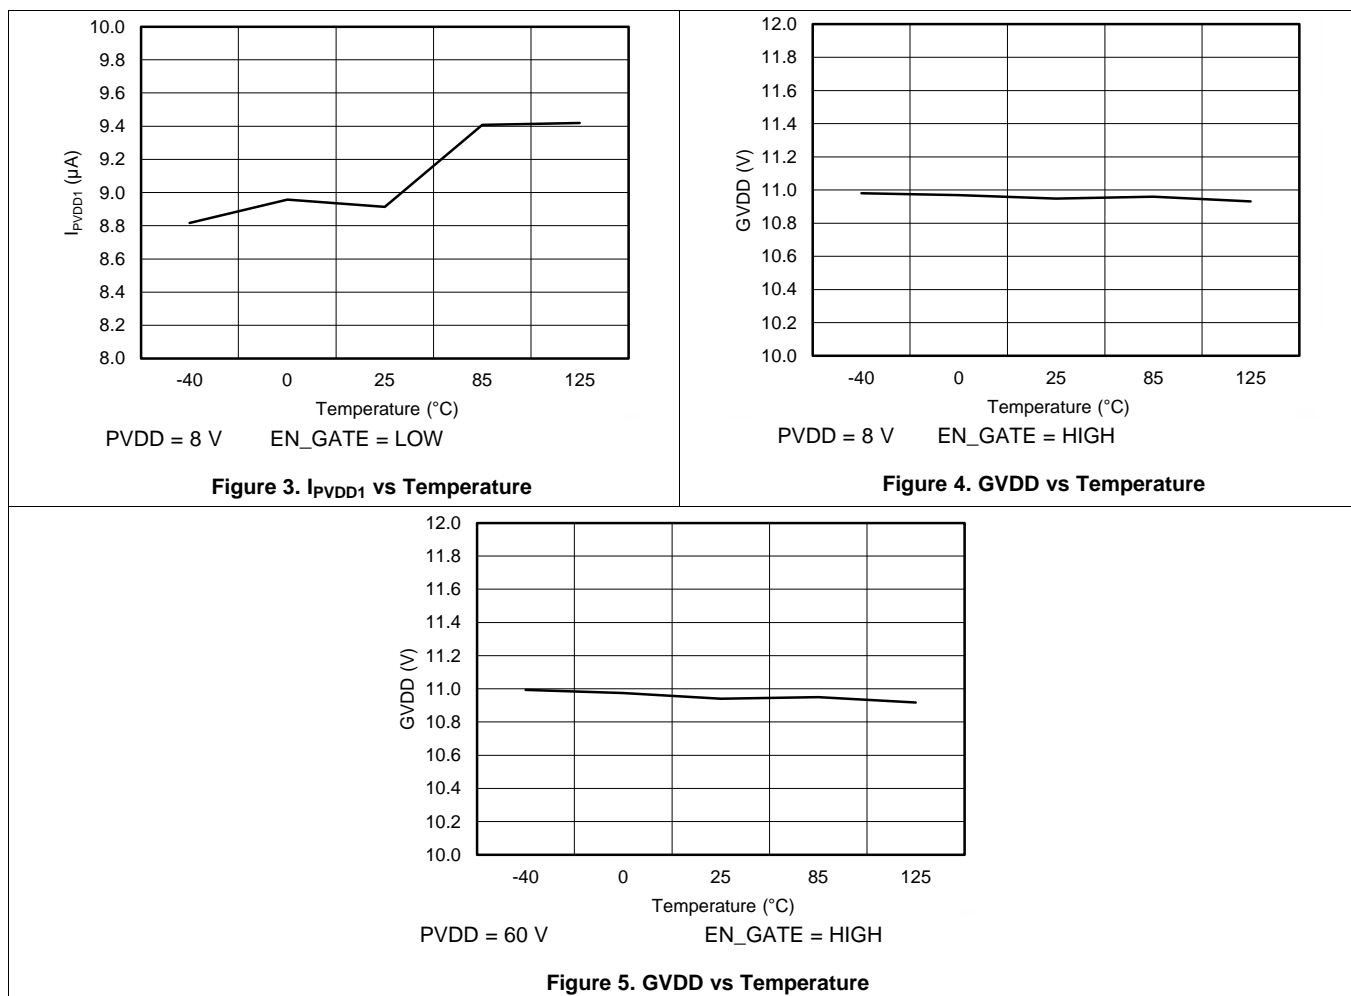 10.0
9.8
9.6
9.4
9.2
9.0
8.8
8.6
8.4
8.2
8.0
I_PVDD1 (µA)
-40 0 25 85 125
Temperature (°C)
PVDD = 8 V EN_GATE = LOW
Figure 3. I_PVDD1 vs Temperature
12.0
11.8
11.6
11.4
11.2
11.0
10.8
10.6
10.4
10.2
10.0
GVDD (V)
-40 0 25 85 125
Temperature (°C)
PVDD = 8 V EN_GATE = HIGH
Figure 4. GVDD vs Temperature
12.0
11.8
11.6
11.4
11.2
11.0
10.8
10.6
10.4
10.2
10.0
GVDD (V)
-40 0 25 85 125
Temperature (°C)
PVDD = 60 V EN_GATE = HIGH
Figure 5. GVDD vs Temperature